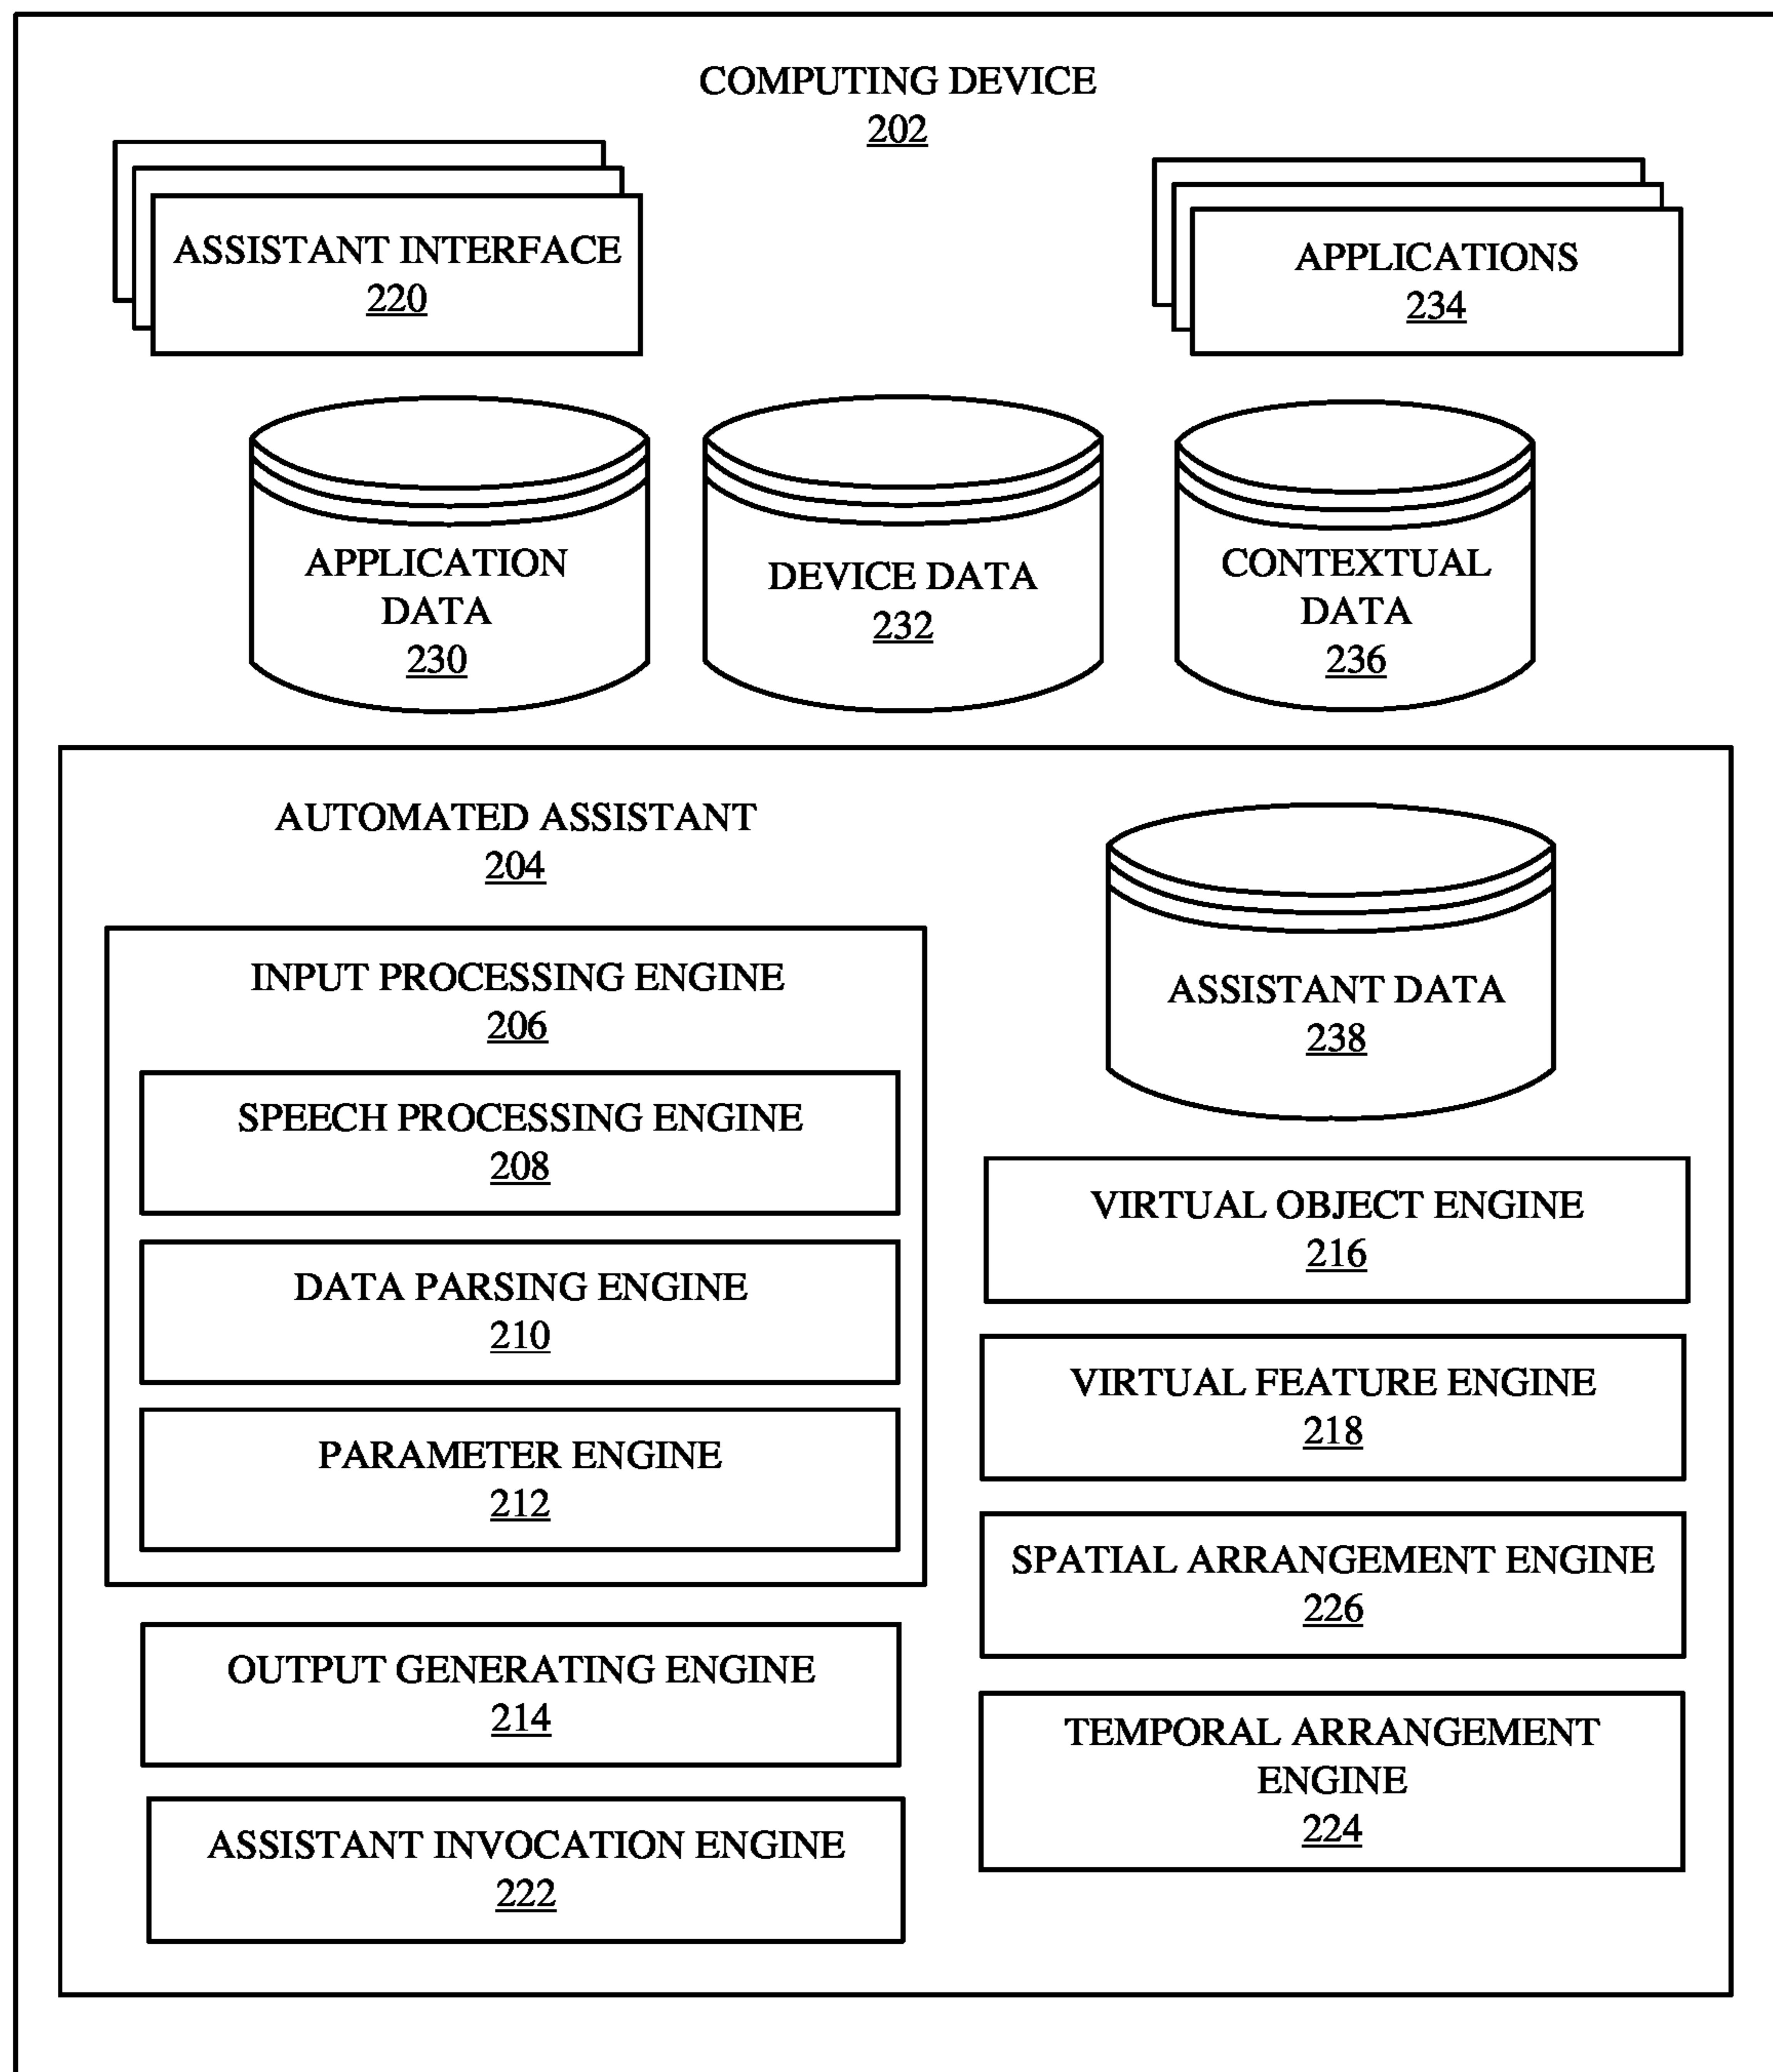 COMPUTING DEVICE
202
ASSISTANT INTERFACE
220
APPLICATIONS
234
APPLICATION
DATA
230
DEVICE DATA
232
CONTEXTUAL
DATA
236
AUTOMATED ASSISTANT
204
INPUT PROCESSING ENGINE
206
SPEECH PROCESSING ENGINE
208
DATA PARSING ENGINE
210
PARAMETER ENGINE
212
OUTPUT GENERATING ENGINE
214
ASSISTANT INVOCATION ENGINE
222
ASSISTANT DATA
238
VIRTUAL OBJECT ENGINE
216
VIRTUAL FEATURE ENGINE
218
SPATIAL ARRANGEMENT ENGINE
226
TEMPORAL ARRANGEMENT
ENGINE
224